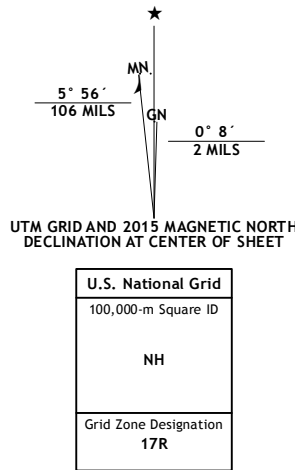 ★
MN.
GN
5° 56´
106 MILS
0° 8´
2 MILS
UTM GRID AND 2015 MAGNETIC NORTH
DECLINATION AT CENTER OF SHEET
U.S. National Grid
100,000-m Square ID
NH
Grid Zone Designation
17R